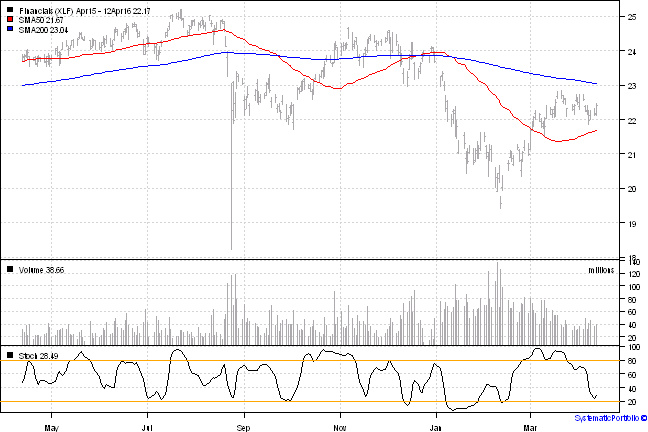 Financials (XLF) Apr15 - 12Apr16 22.17
SMA50 21.67
SMA200 23.04
25
24
23
22
21
20
19
18
Volume 38.66
millions
140
120
100
80
60
40
20
Stoch 28.49
100
80
60
40
20
May Jul Sep Nov Jan Mar
SystematicPortfolio ©